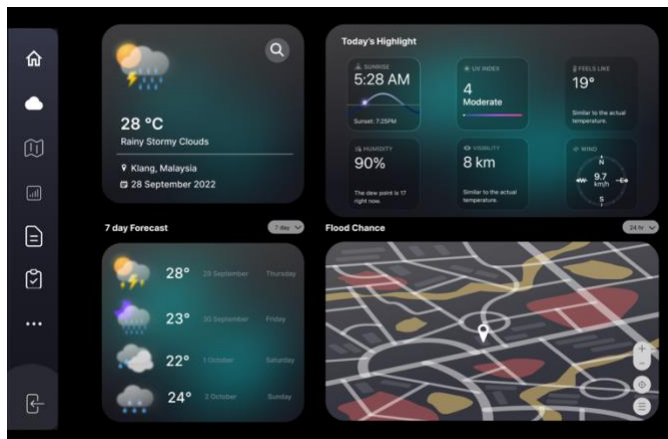 28 °C
Rainy Stormy Clouds
Klang, Malaysia
28 September 2022
Today's Highlight
SUNRISE
5:28 AM
Sunset: 7:25PM
UV INDEX
4
Moderate
FEELS LIKE
19°
Similar to the actual
temperature.
HUMIDITY
90%
The dew point is 17
right now.
VISIBILITY
8 km
Similar to the actual
temperature.
WIND
N
W
9.7
km/h
E
S
7 day Forecast
7 day
28° 29 September Thursday
23° 30 September Friday
22° 1 October Saturday
24° 2 October Sunday
Flood Chance
24 hr